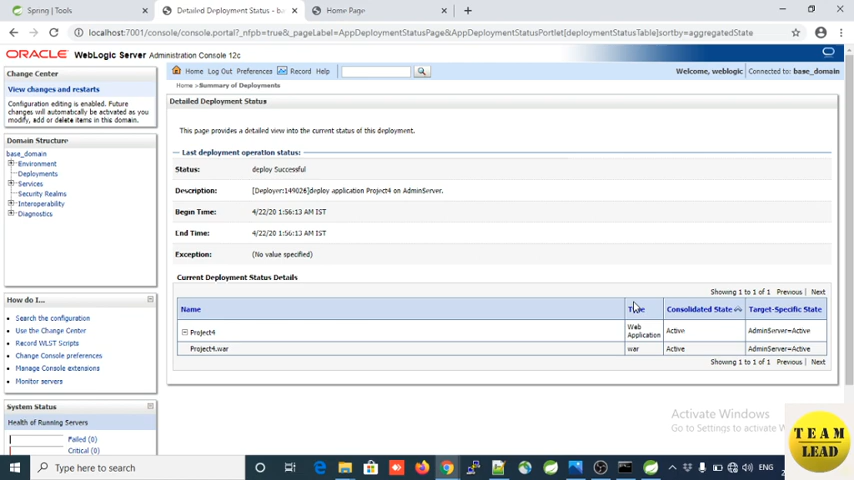 Spring | Tools
Detailed Deployment Status - ba
Home Page
localhost:7001/console/console.portal?_nfpb=true&_pageLabel=AppDeploymentStatusPortlet[deploymentStatusTable]sortby=aggregatedState
ORACLE WebLogic Server Administration Console 12c
Change Center
View changes and restarts
Configuration editing is enabled. Future
changes will automatically be activated as you
modify, add or delete items in this domain.
Domain Structure
base_domain
Environment
Deployments
Services
Security Realms
Interoperability
Diagnostics
How do I...
Search the configuration
Use the Change Center
Record WLST Scripts
Change Console preferences
Manage Console extensions
Monitor servers
System Status
Health of Running Servers
Failed (0)
Critical (0)
Home Log Out Preferences Record Help
Welcome, weblogic Connected to: base_domain
Home >Summary of Deployments
Detailed Deployment Status
This page provides a detailed view into the current status of this deployment.
Last deployment operation status:
Status: deploy Successful
Description: [Deployer:149026]deploy application Project4 on AdminServer.
Begin Time: 4/22/20 1:56:13 AM IST
End Time: 4/22/20 1:56:13 AM IST
Exception: (No value specified)
Current Deployment Status Details
Showing 1 to 1 of 1 Previous | Next
Name Type Consolidated State Target-Specific State
Project4 Web Application Active AdminServer=Active
Project4.war war Active AdminServer=Active
Showing 1 to 1 of 1 Previous | Next
Activate Windows
Go to Settings to activate
TEAM
LEAD
Type here to search
ENG